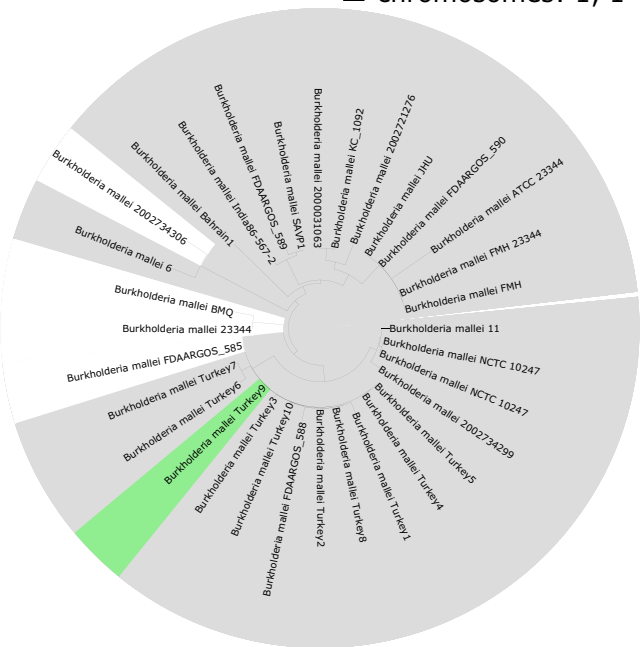 Burkholderia mallei FDAARGOS_589
Burkholderia mallei SAVP1
Burkholderia mallei 2000031063
Burkholderia mallei KC_1092
Burkholderia mallei 2002721276
Burkholderia mallei JHU
Burkholderia mallei FDAARGOS_590
Burkholderia mallei ATCC 23344
Burkholderia mallei FMH 23344
Burkholderia mallei FMH
Burkholderia mallei 11
Burkholderia mallei NCTC 10247
Burkholderia mallei NCTC 10247
Burkholderia mallei 2002734299
Burkholderia mallei Turkey5
Burkholderia mallei Turkey4
Burkholderia mallei Turkey1
Burkholderia mallei Turkey8
Burkholderia mallei Turkey2
Burkholderia mallei FDAARGOS_588
Burkholderia mallei Turkey10
Burkholderia mallei Turkey3
Burkholderia mallei Turkey9
Burkholderia mallei Turkey6
Burkholderia mallei Turkey7
Burkholderia mallei FDAARGOS_585
Burkholderia mallei 23344
Burkholderia mallei BMQ
Burkholderia mallei 6
Burkholderia mallei 2002734306
Burkholderia mallei Bahrain1
Burkholderia mallei India86-567-2